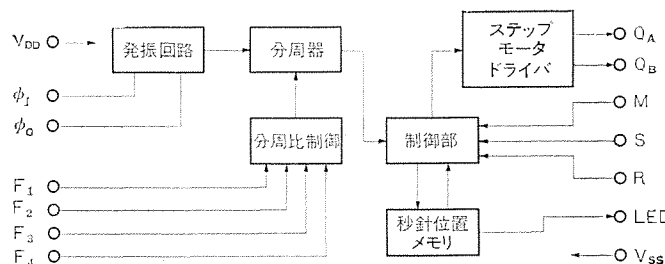 V_DD
発振回路
分周器
ステップ
モータ
ドライバ
Q_A
Q_B
φ_I
φ_O
M
分周比制御
制御部
S
R
F_1
F_2
F_3
F_4
秒針位置
メモリ
LED
V_SS